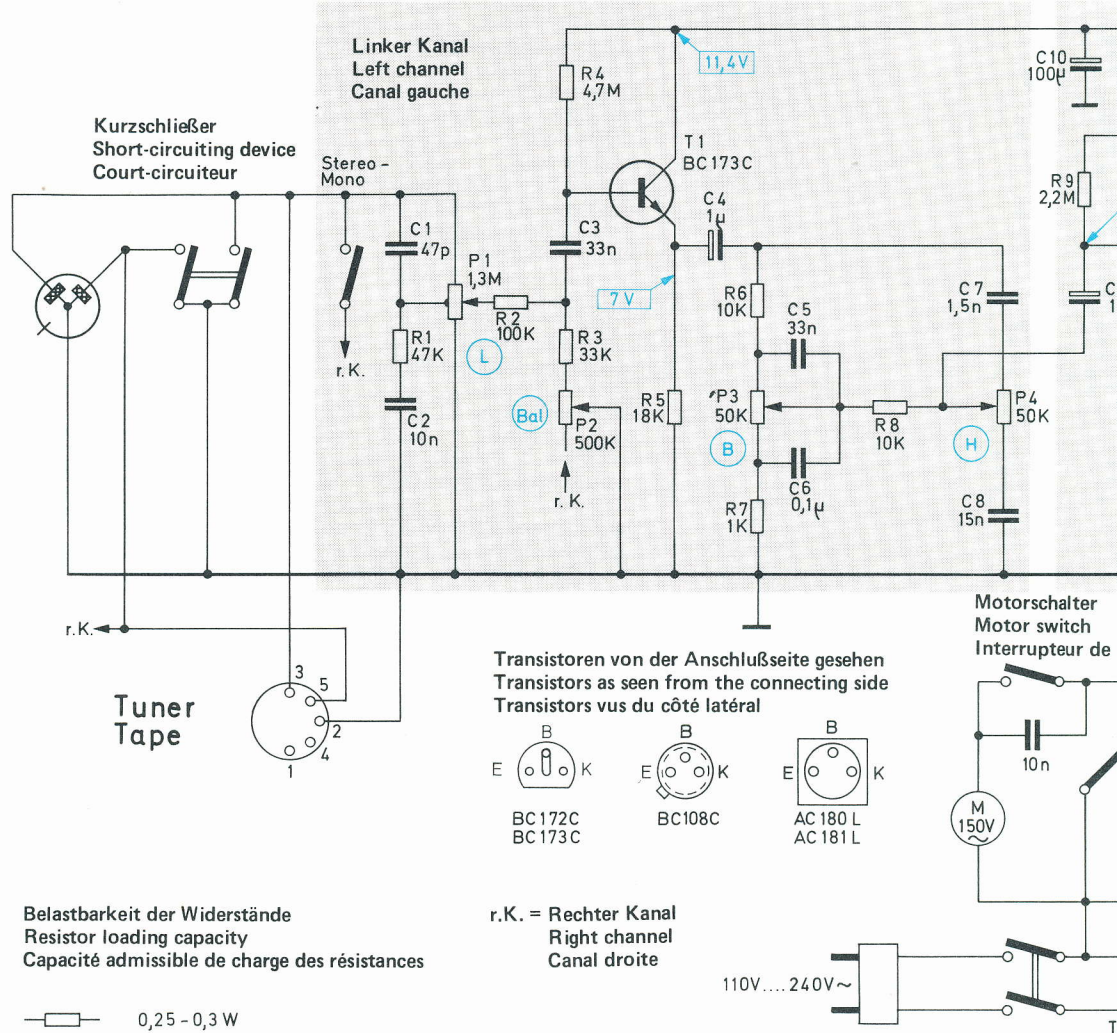 Linker Kanal
Left channel
Canal gauche
11,4V
C10
100µ
R4
4,7M
Kurzschließer
Short-circuiting device
Court-circuiteur
Stereo-
Mono
T1
BC173C
R9
2,2M
C4
1µ
C1
47p
C3
33n
P1
1,3M
7 V
R6
10K
C5
33n
C7
1,5n
C
1
R2
100K
R1
47K
R3
33K
L
r.K.
Bal
P2
500K
R5
18K
P3
50K
R8
10K
P4
50K
C2
10n
B
H
r. K.
C6
0,1µ
R7
1K
C8
15n
r.K.
Motorschalter
Motor switch
Interrupteur de
Transistoren von der Anschlußseite gesehen
Transistors as seen from the connecting side
Transistors vus du côté latéral
Tuner
Tape
3
5
2
4
1
B
E
K
BC172C
BC173C
B
E
K
BC108C
B
E
K
AC180L
AC181L
10n
M
150V
~
Belastbarkeit der Widerstände
Resistor loading capacity
Capacité admissible de charge des résistances
r.K. = Rechter Kanal
Right channel
Canal droite
110V....240V~
0,25-0,3W
T